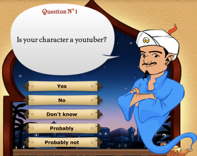 Question N° 1
Is your character a youtuber?
Yes
No
Don't know
Probably
Probably not